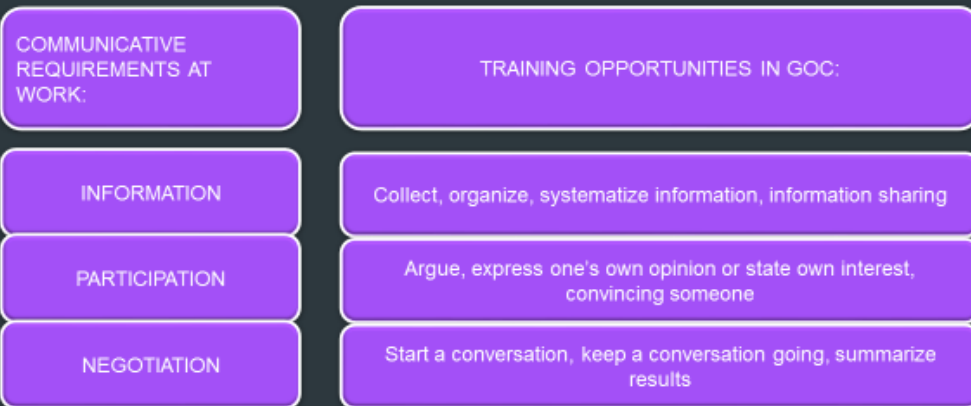 COMMUNICATIVE
REQUIREMENTS AT
WORK:
TRAINING OPPORTUNITIES IN GOC:
INFORMATION
Collect, organize, systematize information, information sharing
PARTICIPATION
Argue, express one's own opinion or state own interest,
convincing someone
NEGOTIATION
Start a conversation, keep a conversation going, summarize
results